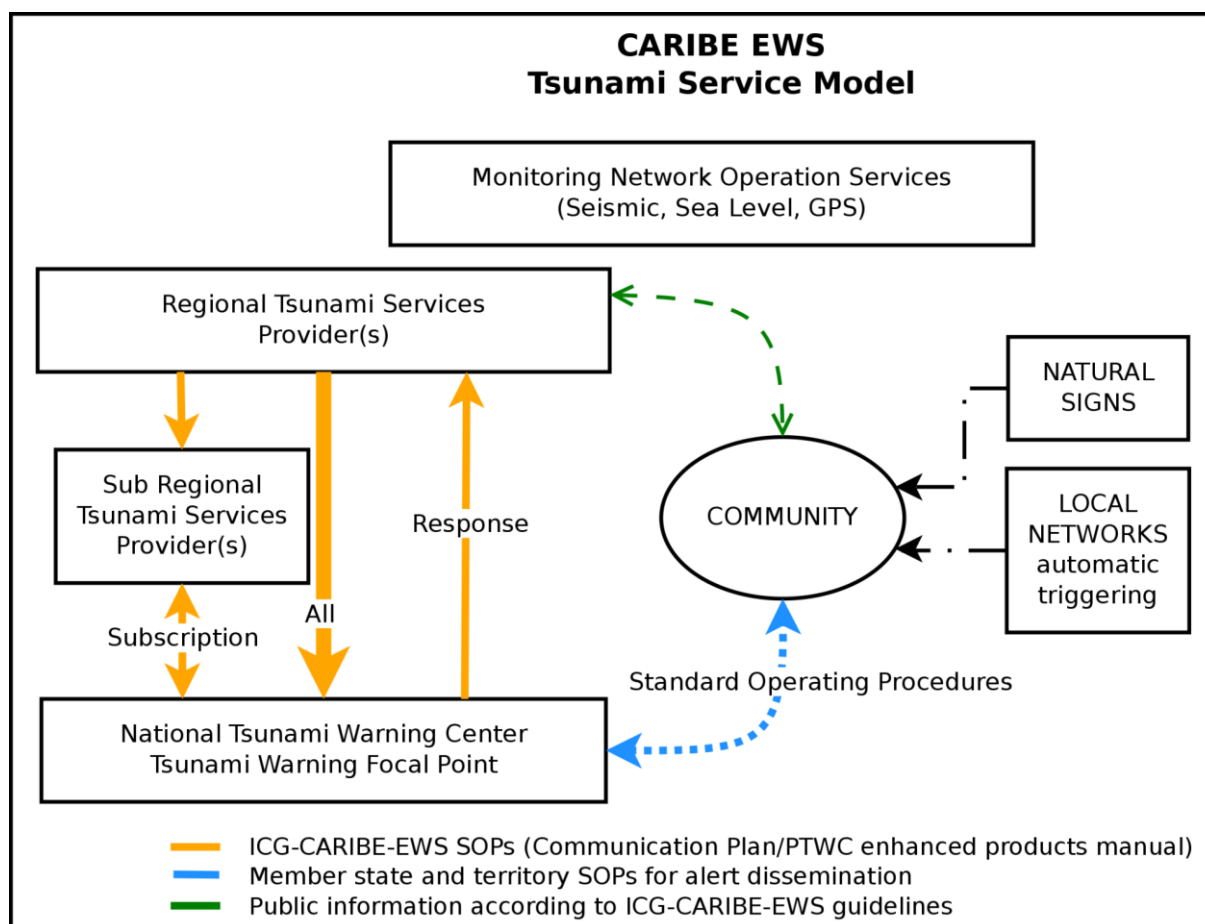 CARIBE EWS
Tsunami Service Model
Monitoring Network Operation Services
(Seismic, Sea Level, GPS)
Regional Tsunami Services
Provider(s)
NATURAL
SIGNS
Sub Regional
Tsunami Services
Provider(s)
Response
COMMUNITY
LOCAL
NETWORKS
automatic
triggering
All
Subscription
Standard Operating Procedures
National Tsunami Warning Center
Tsunami Warning Focal Point
ICG-CARIBE-EWS SOPs (Communication Plan/PTWC enhanced products manual)
Member state and territory SOPs for alert dissemination
Public information according to ICG-CARIBE-EWS guidelines